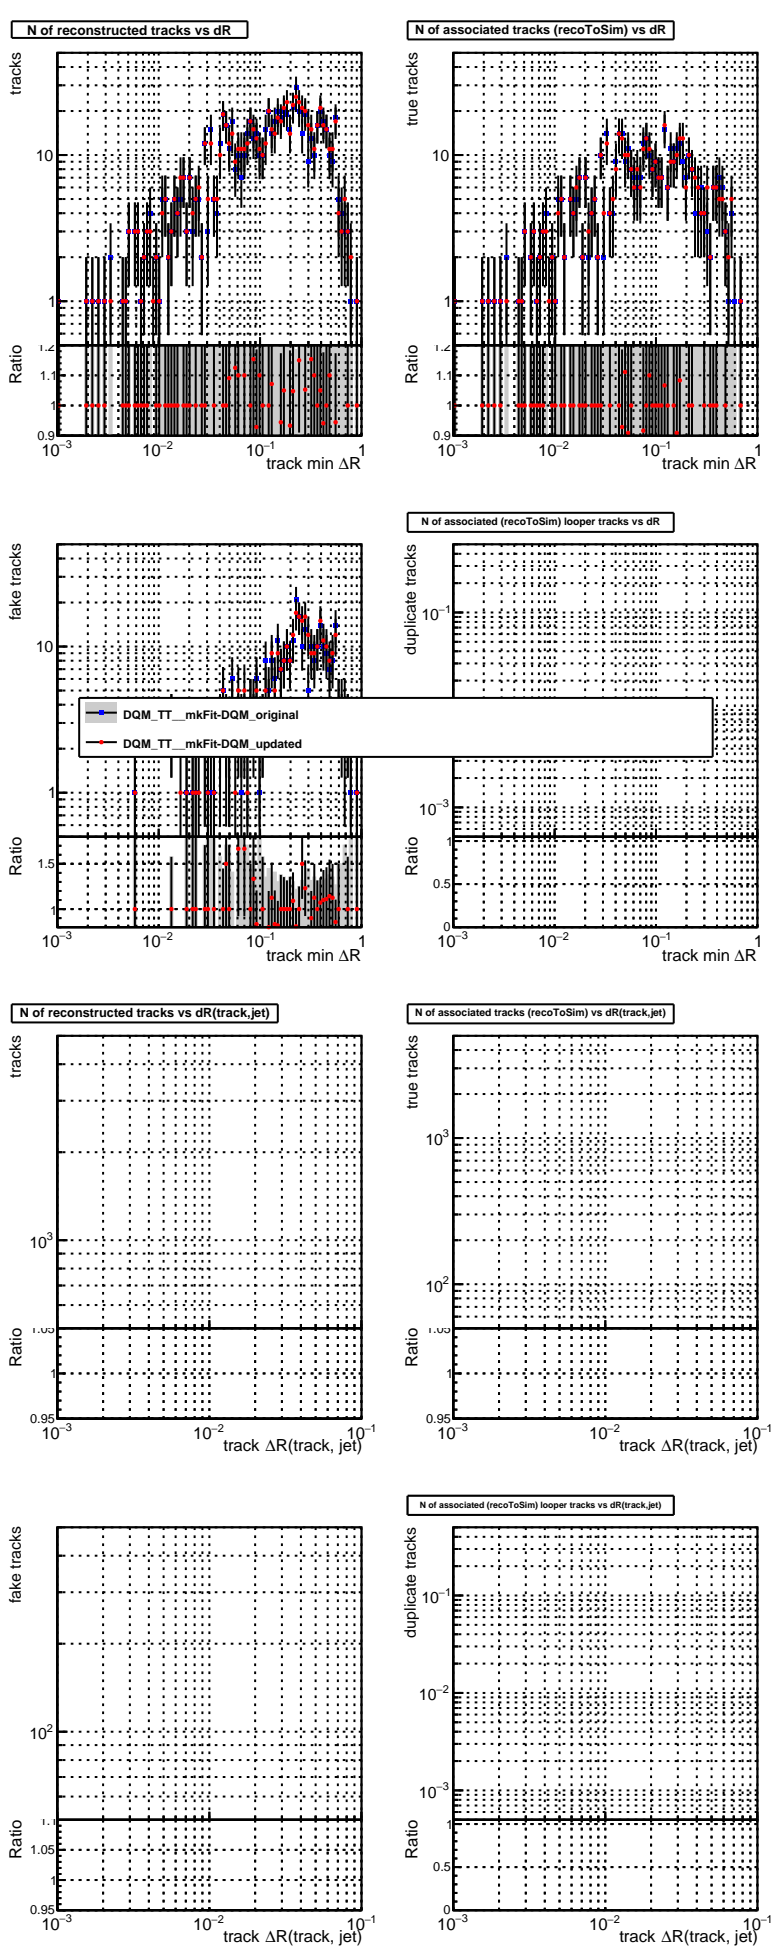 N of reconstructed tracks vs dR
tracks
10
1
Ratio
1.2
1.1
1
0.9
10⁻³
10⁻²
10⁻¹
1
track min ΔR
N of associated tracks (recoToSim) vs dR
true tracks
10
1
Ratio
1.2
1.1
1
0.9
10⁻³
10⁻²
10⁻¹
1
track min ΔR
fake tracks
10
1
Ratio
1.5
1
10⁻³
10⁻²
10⁻¹
1
track min ΔR
N of associated (recoToSim) looper tracks vs dR
duplicate tracks
10⁻¹
10⁻³
Ratio
1
0.5
0
10⁻³
10⁻²
10⁻¹
1
track min ΔR
DQM_TT__mkFit-DQM_original
DQM_TT__mkFit-DQM_updated
N of reconstructed tracks vs dR(track,jet)
tracks
10³
Ratio
1.05
1
0.95
10⁻³
10⁻²
10⁻¹
track ΔR(track, jet)
N of associated tracks (recoToSim) vs dR(track,jet)
true tracks
10³
10²
Ratio
1.05
1
0.95
10⁻³
10⁻²
10⁻¹
track ΔR(track, jet)
fake tracks
10²
Ratio
1.1
1.05
1
0.95
10⁻³
10⁻²
10⁻¹
track ΔR(track, jet)
N of associated (recoToSim) looper tracks vs dR(track,jet)
duplicate tracks
10⁻¹
10⁻²
10⁻³
Ratio
1
0.5
0
10⁻³
10⁻²
10⁻¹
track ΔR(track, jet)